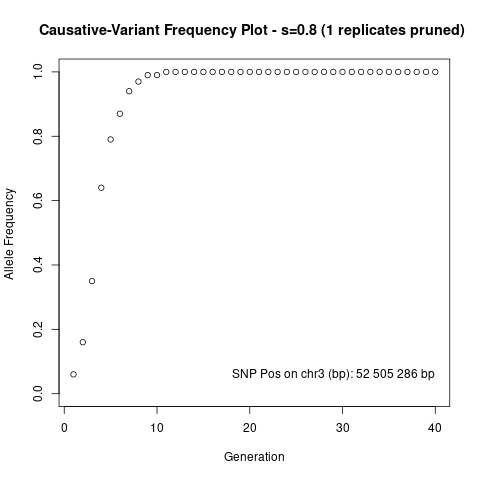 Causative-Variant Frequency Plot - s=0.8 (1 replicates pruned)
1.0
0.8
0.6
0.4
0.2
0.0
Allele Frequency
SNP Pos on chr3 (bp): 52 505 286 bp
0 10 20 30 40
Generation